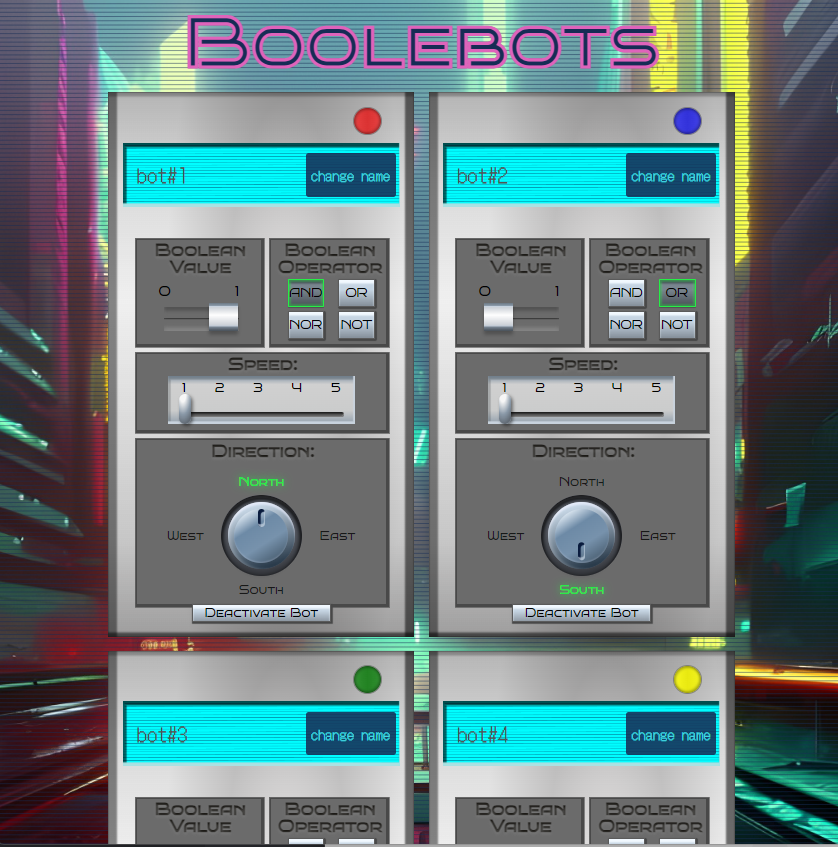 Boolebots
bot#1
change name
Boolean Value
0 1
Boolean Operator
AND OR
NOR NOT
Speed:
1 2 3 4 5
Direction:
North
West East
South
Deactivate Bot
bot#2
change name
Boolean Value
0 1
Boolean Operator
AND OR
NOR NOT
Speed:
1 2 3 4 5
Direction:
North
West East
South
Deactivate Bot
bot#3
change name
Boolean Value
Boolean Operator
bot#4
change name
Boolean Value
Boolean Operator